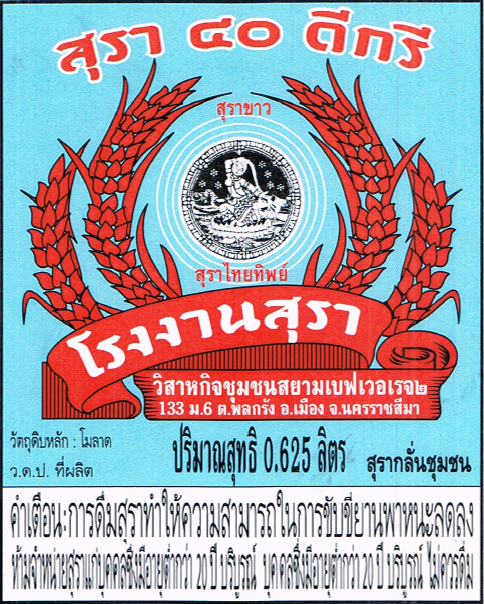 สุรา ๔๐ ดีกรี
สุราขาว
สุราไทยทิพย์
โรงงานสุรา
วิสาหกิจชุมชนสยามเบฟเวอเรจ๒
133 ม.6 ต.พลกรัง อ.เมือง จ.นครราชสีมา
วัตถุดิบหลัก : โมลาด
ปริมาณสุทธิ 0.625 ลิตร
สุรากลั่นชุมชน
ว.ด.ป. ที่ผลิต
คำเตือน:การดื่มสุราทำให้ความสามารถในการขับขี่ยานพาหนะลดลง
ห้ามจำหน่ายสุราแก่บุคคลซึ่งมีอายุต่ำกว่า 20 ปี บริบูรณ์ บุคคลซึ่งมีอายุต่ำกว่า 20 ปี บริบูรณ์ ไม่ควรดื่ม